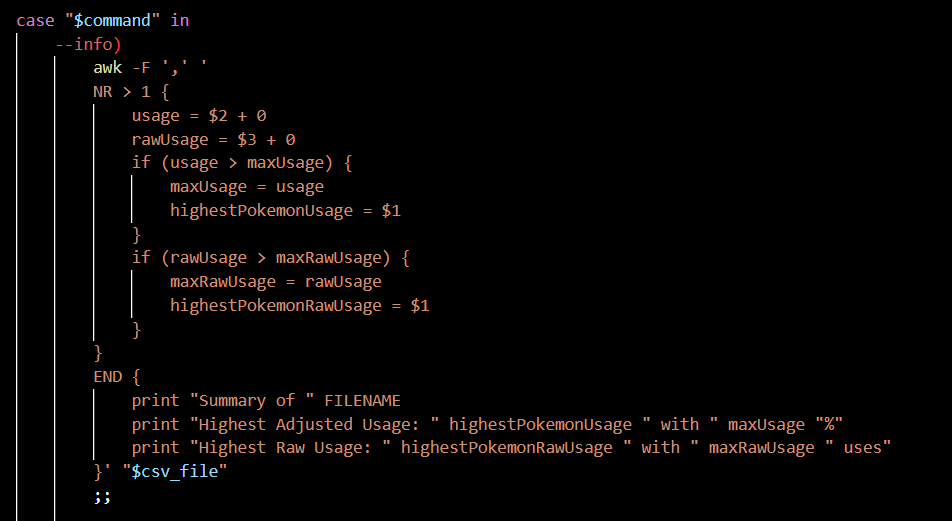 case "$command" in
--info)
awk -F ',' '
NR > 1 {
usage = $2 + 0
rawUsage = $3 + 0
if (usage > maxUsage) {
maxUsage = usage
highestPokemonUsage = $1
}
if (rawUsage > maxRawUsage) {
maxRawUsage = rawUsage
highestPokemonRawUsage = $1
}
}
END {
print "Summary of " FILENAME
print "Highest Adjusted Usage: " highestPokemonUsage " with " maxUsage "%"
print "Highest Raw Usage: " highestPokemonRawUsage " with " maxRawUsage " uses"
}' "$csv_file"
;;